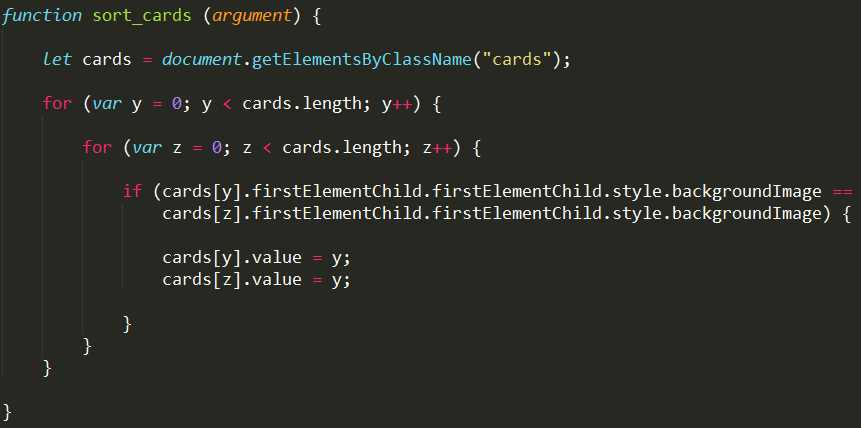 function sort_cards (argument) {
let cards = document.getElementsByClassName("cards");
for (var y = 0; y < cards.length; y++) {
for (var z = 0; z < cards.length; z++) {
if (cards[y].firstElementChild.firstElementChild.style.backgroundImage ==
cards[z].firstElementChild.firstElementChild.style.backgroundImage) {
cards[y].value = y;
cards[z].value = y;
}
}
}
}